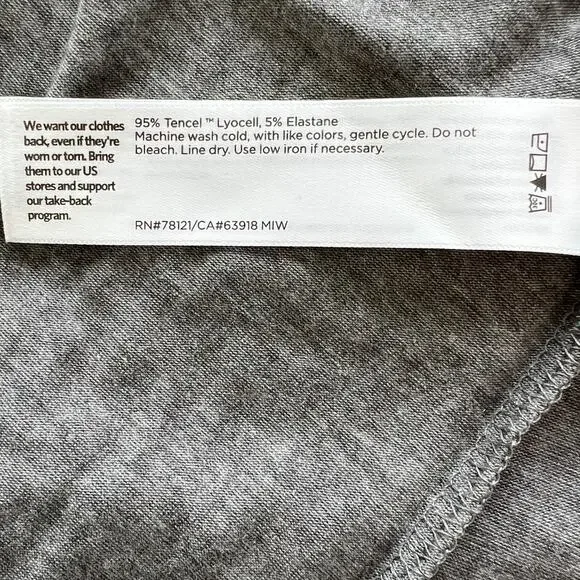 We want our clothes
back, even if they're
worn or torn. Bring
them to our US
stores and support
our take-back
program.
95% Tencel™ Lyocell, 5% Elastane
Machine wash cold, with like colors, gentle cycle. Do not
bleach. Line dry. Use low iron if necessary.
RN#78121/CA#63918 MIW